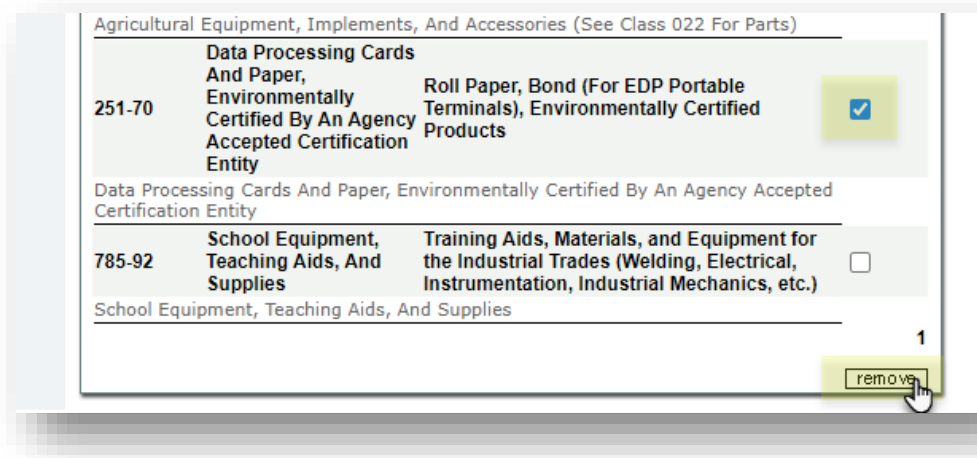 Agricultural Equipment, Implements, And Accessories (See Class 022 For Parts)
251-70
Data Processing Cards
And Paper,
Environmentally
Certified By An Agency
Accepted Certification
Entity
Roll Paper, Bond (For EDP Portable
Terminals), Environmentally Certified
Products
Data Processing Cards And Paper, Environmentally Certified By An Agency Accepted
Certification Entity
785-92
School Equipment,
Teaching Aids, And
Supplies
Training Aids, Materials, and Equipment for
the Industrial Trades (Welding, Electrical,
Instrumentation, Industrial Mechanics, etc.)
School Equipment, Teaching Aids, And Supplies
1
remove